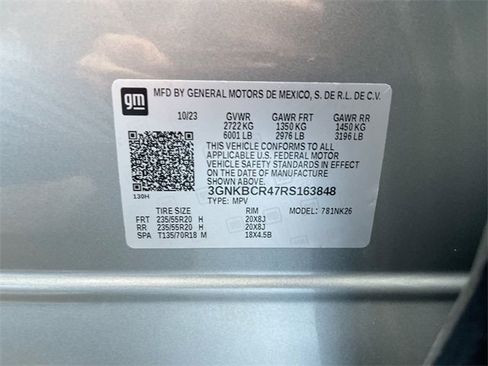 gm
MFD BY GENERAL MOTORS DE MEXICO, S. DE R.L. DE C.V.
10/23 GVWR GAWR FRT GAWR RR
2722 KG 1350 KG 1450 KG
6001 LB 2976 LB 3196 LB
THIS VEHICLE CONFORMS TO ALL
APPLICABLE U.S. FEDERAL MOTOR
VEHICLE SAFETY STANDARDS IN EFFECT
ON THE DATE OF MANUFACTURE
SHOWN ABOVE.
3GNKBCR47RS163848
130H TYPE: MPV MODEL: 781NK26
TIRE SIZE RIM
FRT 235/55R20 H 20X8J
RR 235/55R20 H 20X8J
SPA T135/70R18 M 18X4.5B